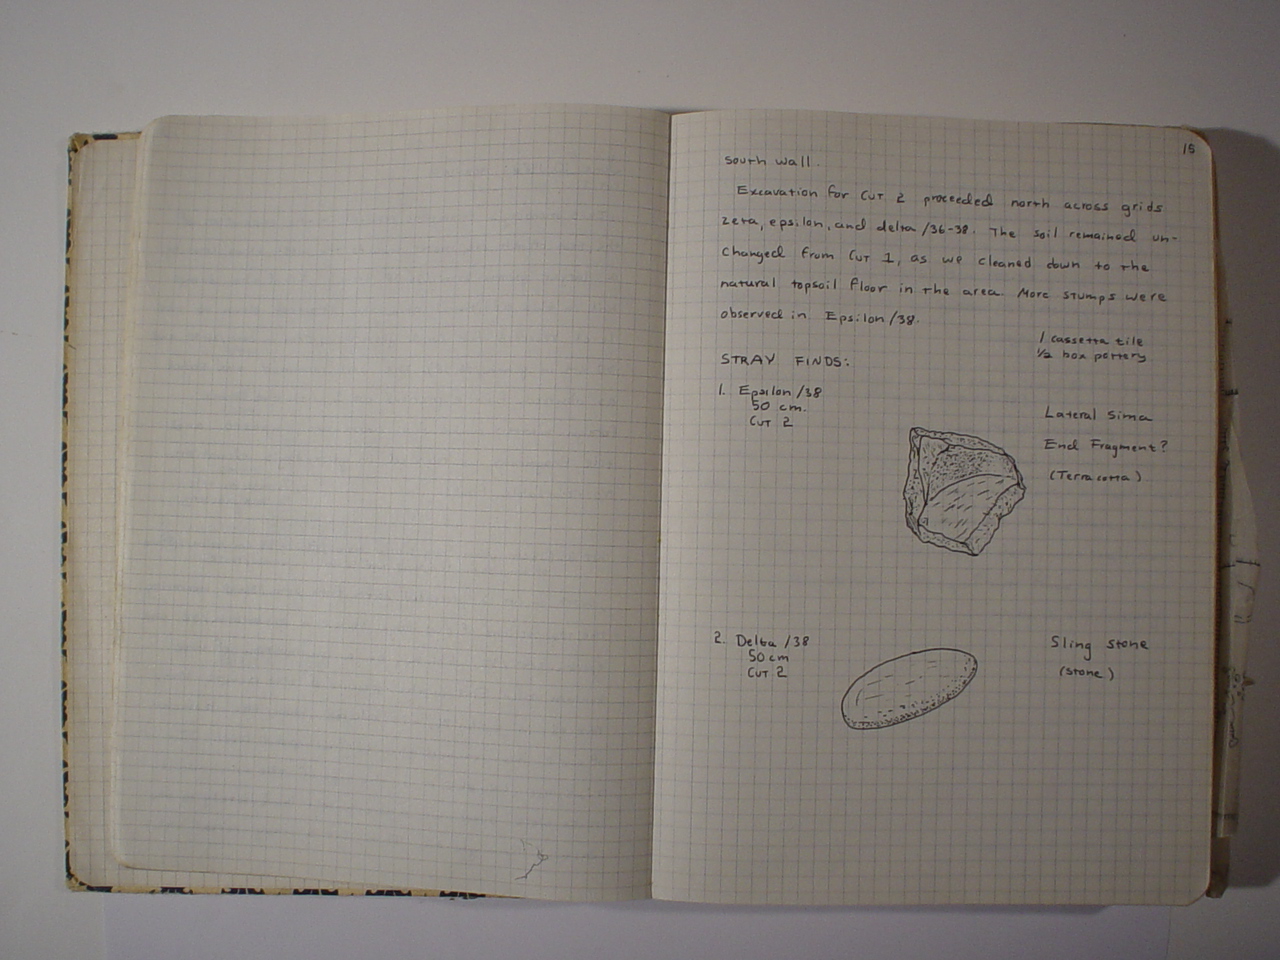 15
South wall.
Excavation for Cut 2 proceeded north across grids
zeta, epsilon, and delta /36-38. The soil remained un-
changed from Cut 1, as we cleaned down to the
natural topsoil floor in the area. More stumps were
observed in Epsilon /38.
1 cassetta tile
1/2 box pottery
STRAY FINDS:
1. Epsilon /38
50 cm.
Cut 2
Lateral Sima
End Fragment?
(Terracotta)
2. Delta /38
50 cm
Cut 2
Sling Stone
(Stone)